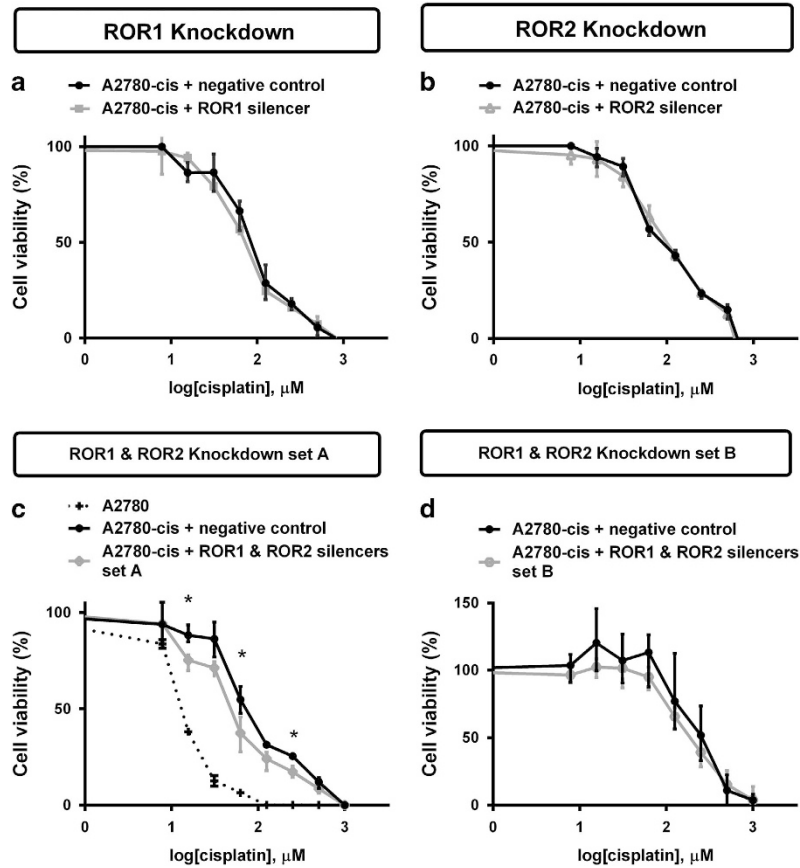 ROR1 Knockdown
a
A2780-cis + negative control
A2780-cis + ROR1 silencer
100
50
0
Cell viability (%)
0 1 2 3
log[cisplatin], μM
ROR2 Knockdown
b
A2780-cis + negative control
A2780-cis + ROR2 silencer
100
50
0
Cell viability (%)
0 1 2 3
log[cisplatin], μM
ROR1 & ROR2 Knockdown set A
c
A2780
A2780-cis + negative control
A2780-cis + ROR1 & ROR2 silencers
set A
100
50
0
Cell viability (%)
*
*
*
0 1 2 3
log[cisplatin], μM
ROR1 & ROR2 Knockdown set B
d
A2780-cis + negative control
A2780-cis + ROR1 & ROR2 silencers
set B
150
100
50
0
Cell viability (%)
0 1 2 3
log[cisplatin], μM